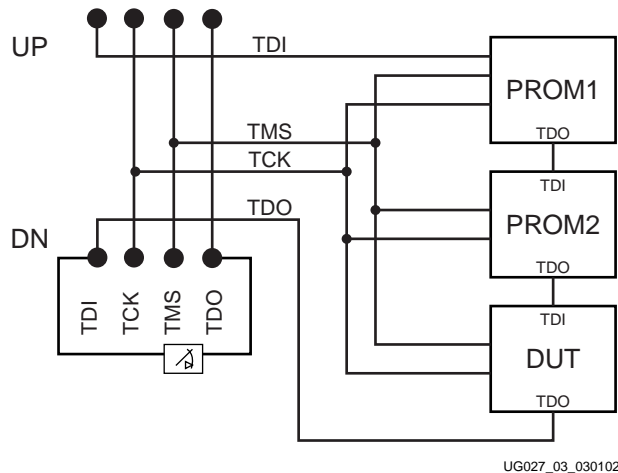 UP
TDI
PROM1
TMS
TDO
TCK
TDI
TDO
PROM2
DN
TDO
TDI
TCK
TMS
TDO
TDI
DUT
TDO
UG027_03_030102